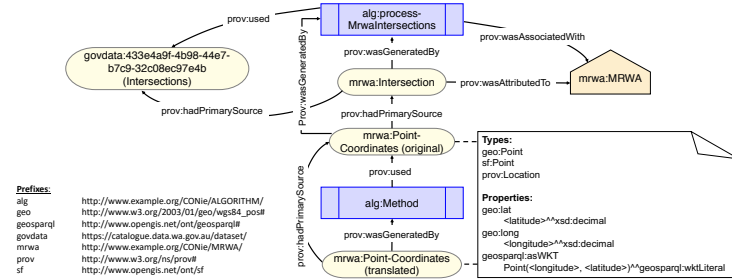 alg:process-
MrwaIntersections
prov:used
prov:wasAssociatedWith
prov:wasGeneratedBy
Prov:wasGeneratedBy
govdata:433e4a9f-4b98-44e7-
b7c9-32c08ec97e4b
(Intersections)
mrwa:Intersection
prov:wasAttributedTo
mrwa:MRWA
prov:hadPrimarySource
prov:hadPrimarySource
mrwa:Point-
Coordinates (original)
prov:used
prov:hadPrimarySource
alg:Method
prov:wasGeneratedBy
mrwa:Point-Coordinates
(translated)
Types:
geo:Point
sf:Point
prov:Location
Properties:
geo:lat
<latitude>^^xsd:decimal
geo:long
<longitude>^^xsd:decimal
geosparql:asWKT
Point(<longitude>, <latitude>)^^geosparql:wktLiteral
Prefixes:
alg http://www.example.org/CONie/ALGORITHM/
geo http://www.w3.org/2003/01/geo/wgs84_pos#
geosparql http://www.opengis.net/ont/geosparql#
govdata https://catalogue.data.wa.gov.au/dataset/
mrwa http://www.example.org/CONie/MRWA/
prov http://www.w3.org/ns/prov#
sf http://www.opengis.net/ont/sf